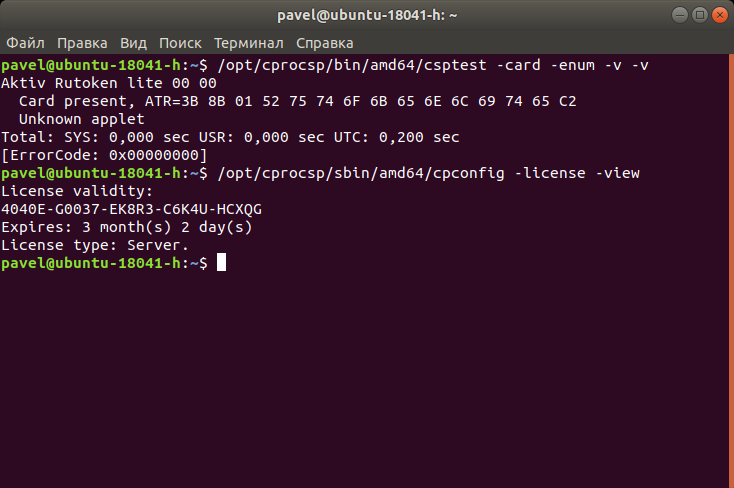 pavel@ubuntu-18041-h: ~
Файл Правка Вид Поиск Терминал Справка
pavel@ubuntu-18041-h:~$ /opt/cprocsp/bin/amd64/csptest -card -enum -v -v
Aktiv Rutoken lite 00 00
  Card present, ATR=3B 8B 01 52 75 74 6F 6B 65 6E 6C 69 74 65 C2
  Unknown applet
Total: SYS: 0,000 sec USR: 0,000 sec UTC: 0,200 sec
[ErrorCode: 0x00000000]
pavel@ubuntu-18041-h:~$ /opt/cprocsp/sbin/amd64/cpconfig -license -view
License validity:
4040E-G0037-EK8R3-C6K4U-HCXQG
Expires: 3 month(s) 2 day(s)
License type: Server.
pavel@ubuntu-18041-h:~$